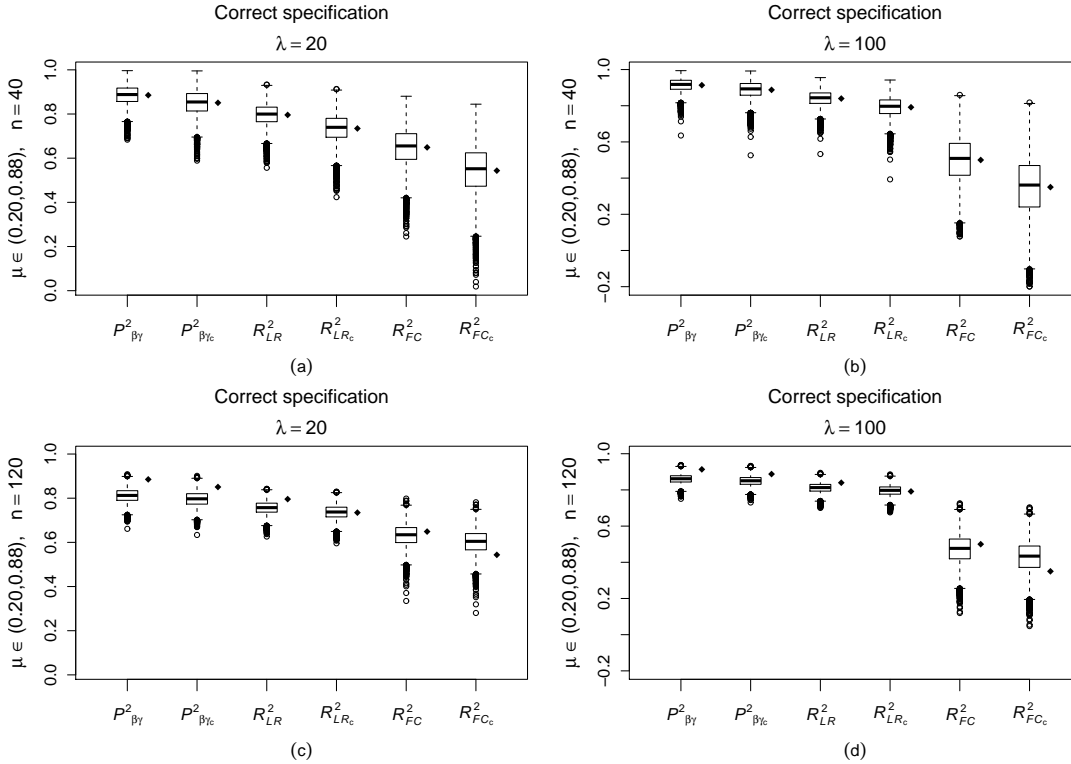 Correct specification
λ = 20
μ ∈ (0.20,0.88), n = 40
1.0
0.8
0.6
0.4
0.2
0.0
P²βγ P²βγc R²LR R²LRc R²FC R²FCc
(a)
Correct specification
λ = 100
μ ∈ (0.20,0.88), n = 40
1.0
0.6
0.2
−0.2
P²βγ P²βγc R²LR R²LRc R²FC R²FCc
(b)
Correct specification
λ = 20
μ ∈ (0.20,0.88), n = 120
1.0
0.8
0.6
0.4
0.2
0.0
P²βγ P²βγc R²LR R²LRc R²FC R²FCc
(c)
Correct specification
λ = 100
μ ∈ (0.20,0.88), n = 120
1.0
0.6
0.2
−0.2
P²βγ P²βγc R²LR R²LRc R²FC R²FCc
(d)